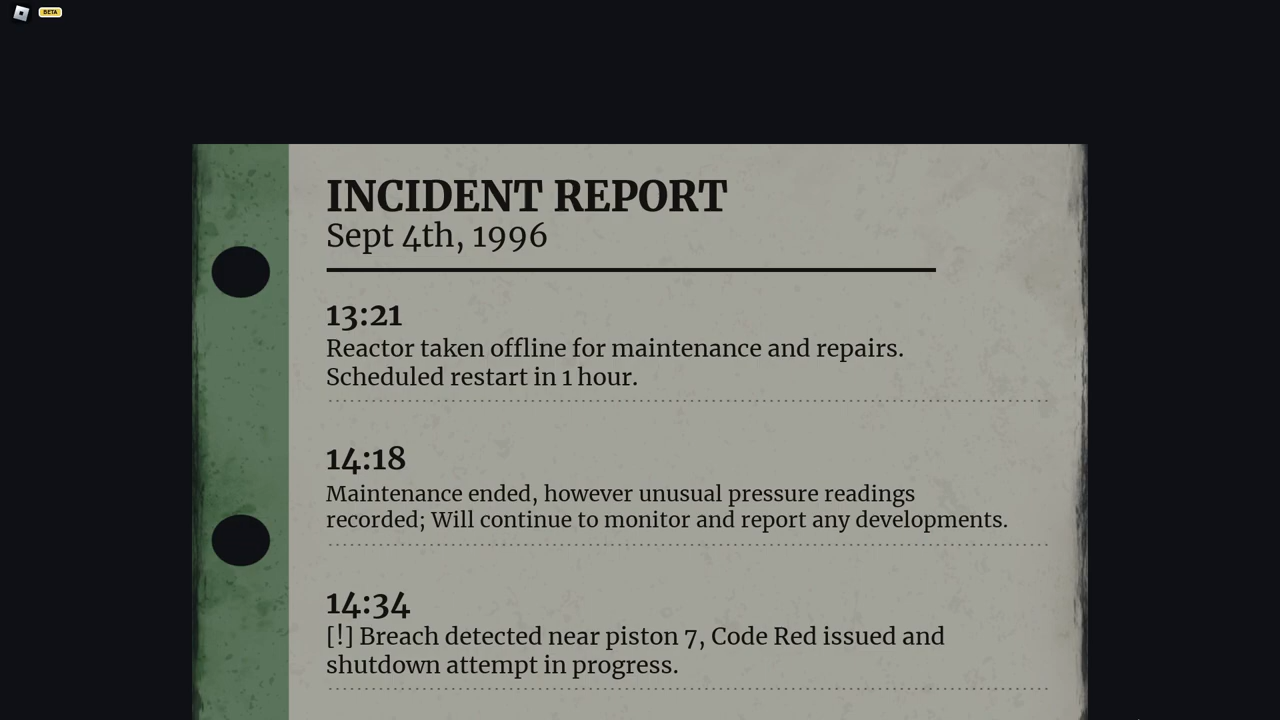 BETA
INCIDENT REPORT
Sept 4th, 1996
13:21
Reactor taken offline for maintenance and repairs.
Scheduled restart in 1 hour.
14:18
Maintenance ended, however unusual pressure readings
recorded; Will continue to monitor and report any developments.
14:34
[!] Breach detected near piston 7, Code Red issued and
shutdown attempt in progress.